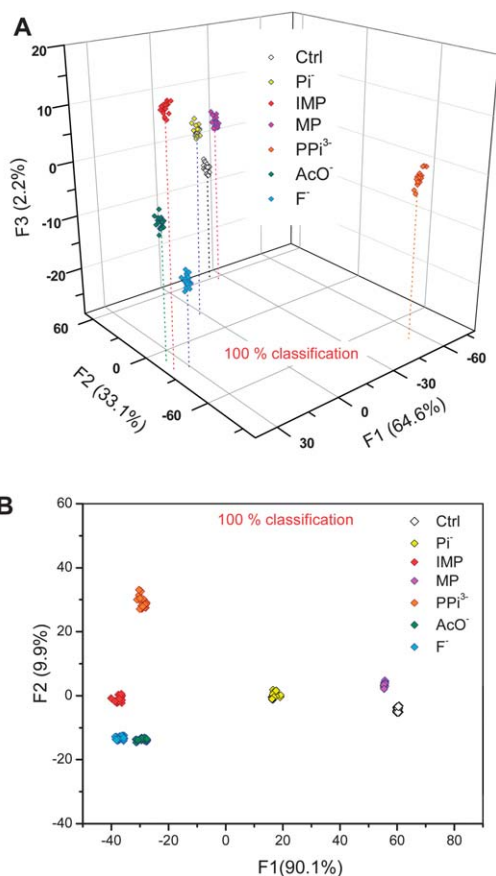 A
20
10
0
-10
-20
F3 (2.2%)
Ctrl
Pi-
IMP
MP
PPi3-
AcO-
F-
60
0
-60
F2 (33.1%)
100 % classification
30
0
-30
-60
F1 (64.6%)
B
60
40
20
0
-20
-40
F2 (9.9%)
100 % classification
Ctrl
Pi-
IMP
MP
PPi3-
AcO-
F-
-40
-20
0
20
40
60
80
F1(90.1%)